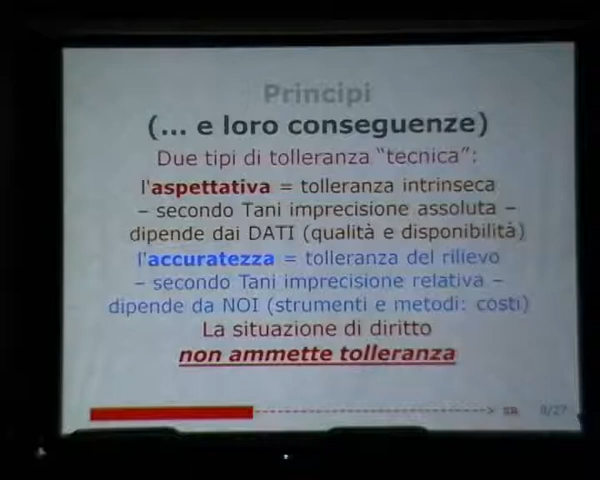 Principi
(... e loro conseguenze)
Due tipi di tolleranza "tecnica":
l'aspettativa = tolleranza intrinseca
– secondo Tani imprecisione assoluta –
dipende dai DATI (qualità e disponibilità)
l'accuratezza = tolleranza del rilievo
– secondo Tani imprecisione relativa –
dipende da NOI (strumenti e metodi: costi)
La situazione di diritto
non ammette tolleranza